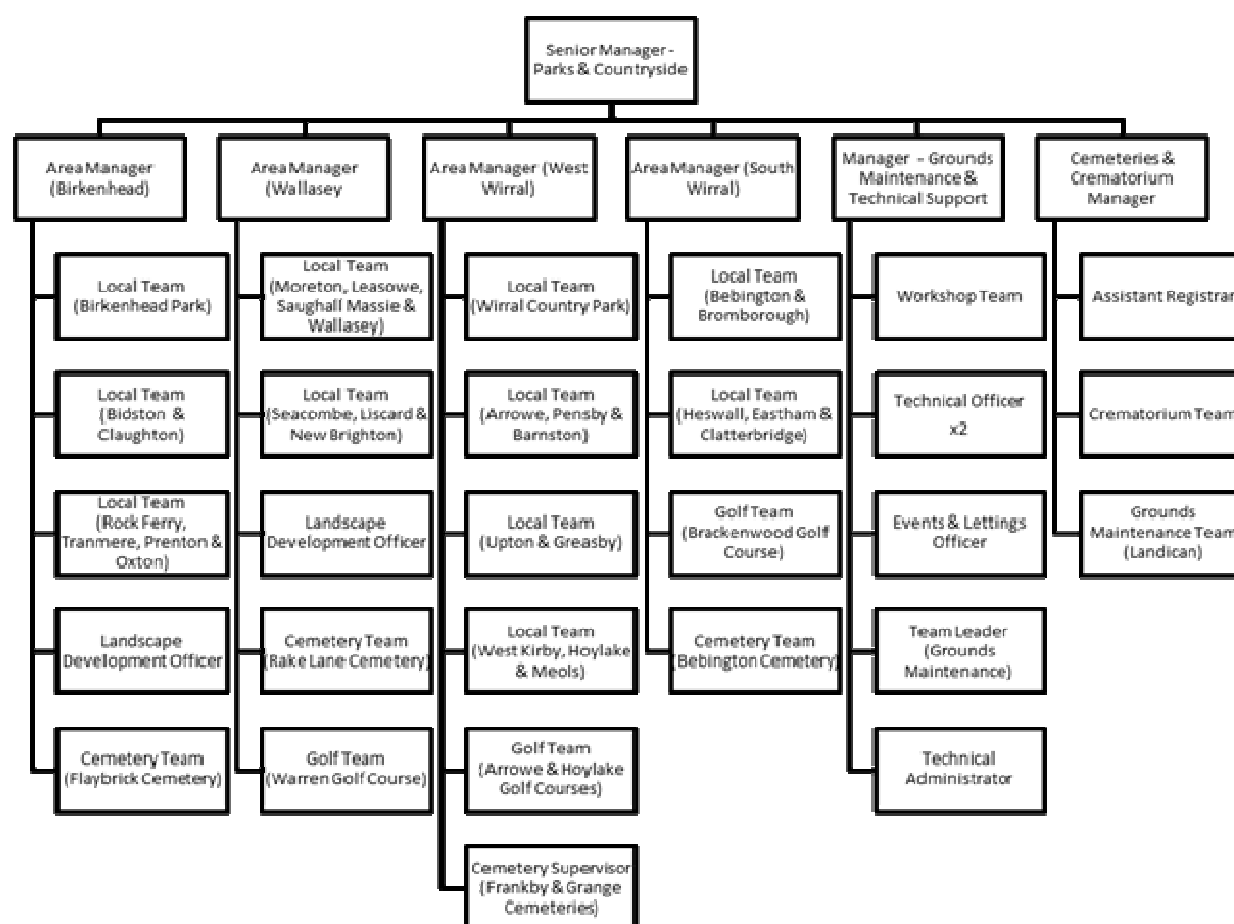 Senior Manager -
Parks & Countryside
Area Manager
(Birkenhead)
Area Manager
(Wallasey
Area Manager (West
Wirral)
Area Manager (South
Wirral)
Manager - Grounds
Maintenance &
Technical Support
Cemeteries &
Crematorium
Manager
Local Team
(Birkenhead Park)
Local Team
(Bidston &
Claughton)
Local Team
(Rock Ferry,
Tranmere, Prenton &
Oxton)
Landscape
Development Officer
Cemetery Team
(Flaybrick Cemetery)
Local Team
(Moreton, Leasowe,
Saughall Massie &
Wallasey)
Local Team
(Seacombe, Liscard &
New Brighton)
Landscape
Development Officer
Cemetery Team
(Rake Lane Cemetery)
Golf Team
(Warren Golf Course)
Local Team
(Wirral Country Park)
Local Team
(Arrowe, Pensby &
Barnston)
Local Team
(Upton & Greasby)
Local Team
(West Kirby, Hoylake
& Meols)
Golf Team
(Arrowe & Hoylake
Golf Courses)
Cemetery Supervisor
(Frankby & Grange
Cemeteries)
Local Team
(Bebington &
Bromborough)
Local Team
(Heswall, Eastham &
Clatterbridge)
Golf Team
(Brackenwood Golf
Course)
Cemetery Team
(Bebington Cemetery)
Workshop Team
Technical Officer
x2
Events & Lettings
Officer
Team Leader
(Grounds
Maintenance)
Technical
Administrator
Assistant Registrar
Crematorium Team
Grounds
Maintenance Team
(Landican)